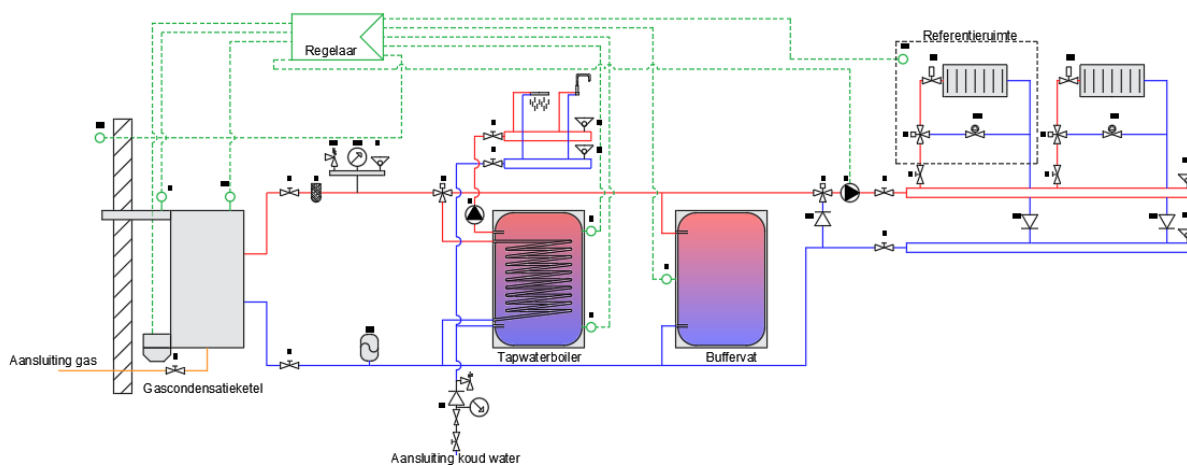 Referentieruimte
Regelaar
Tapwaterboiler
Buffervat
Aansluiting gas
Gascondensatieketel
Aansluiting koud water